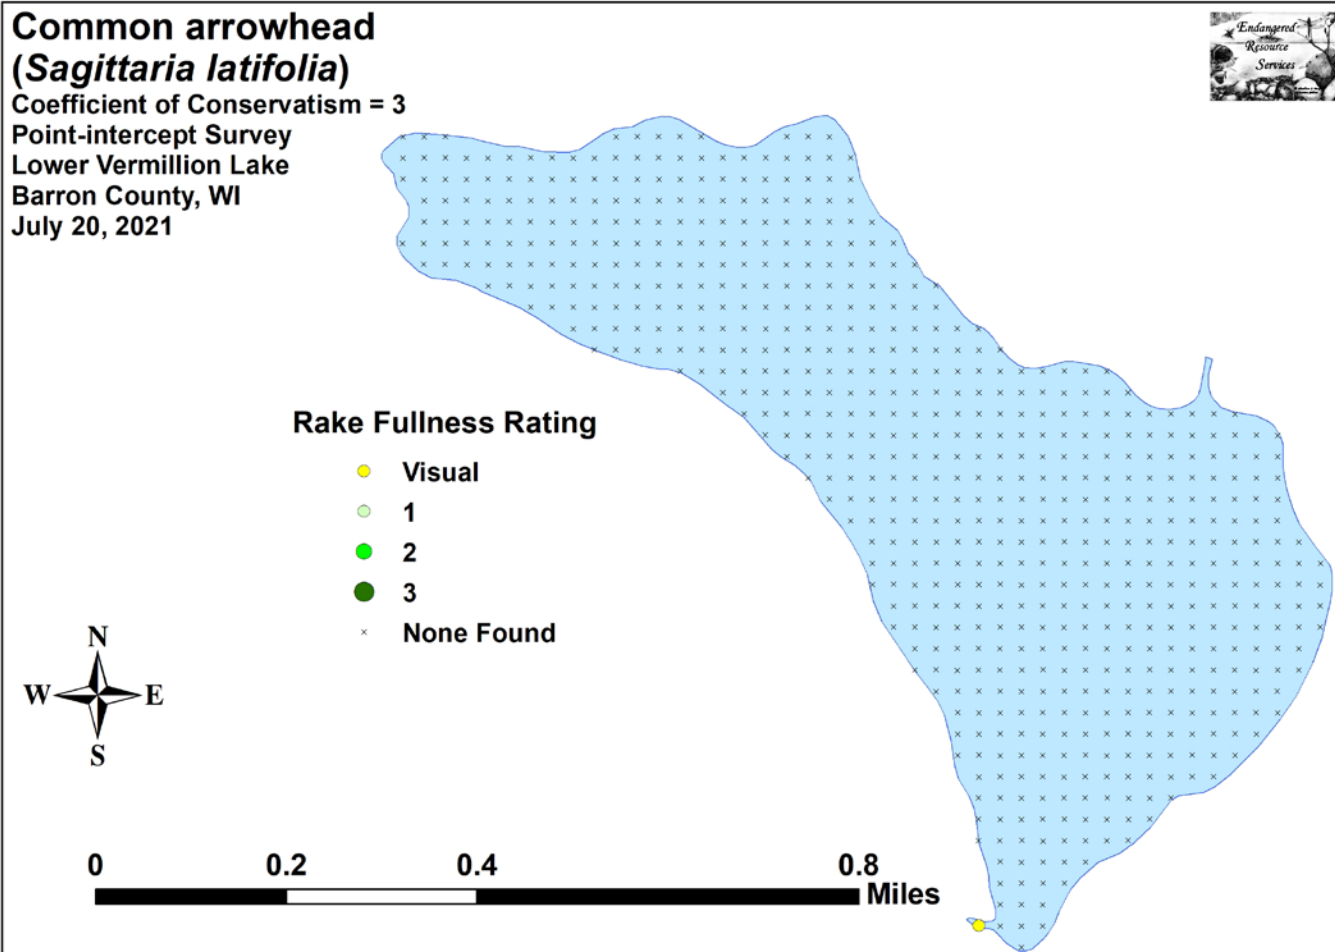 Common arrowhead
(Sagittaria latifolia)
Coefficient of Conservatism = 3
Point-intercept Survey
Lower Vermillion Lake
Barron County, WI
July 20, 2021
Endangered
Resource
Services
Rake Fullness Rating
Visual
1
2
3
None Found
N
W E
S
0 0.2 0.4 0.8
Miles